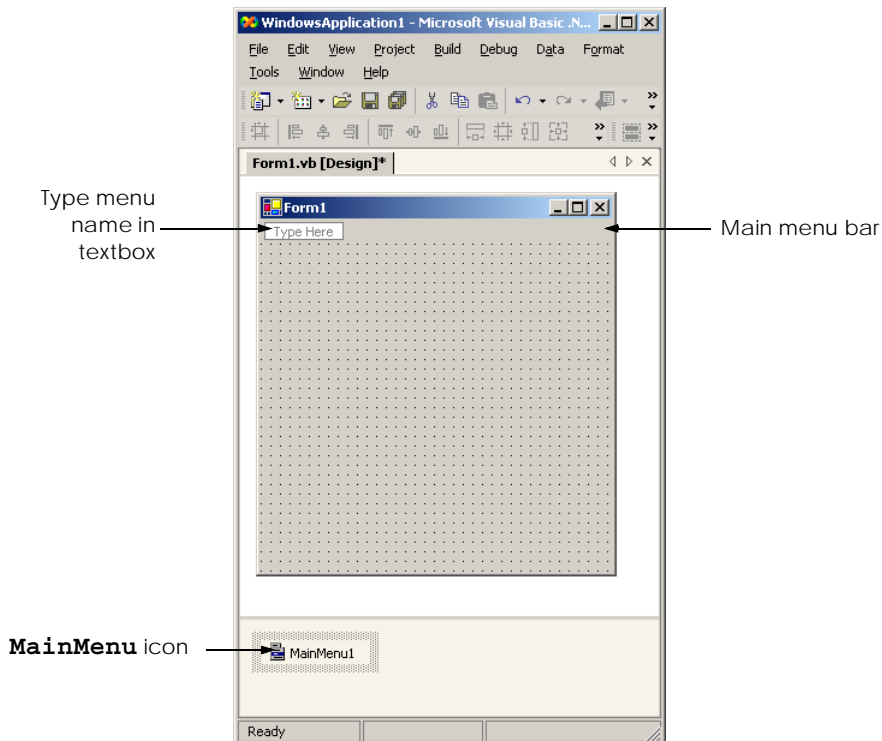 WindowsApplication1 - Microsoft Visual Basic .N...
File Edit View Project Build Debug Data Format
Tools Window Help
Form1.vb [Design]*
Form1
Type Here
Type menu
name in
textbox
Main menu bar
MainMenu icon
MainMenu1
Ready